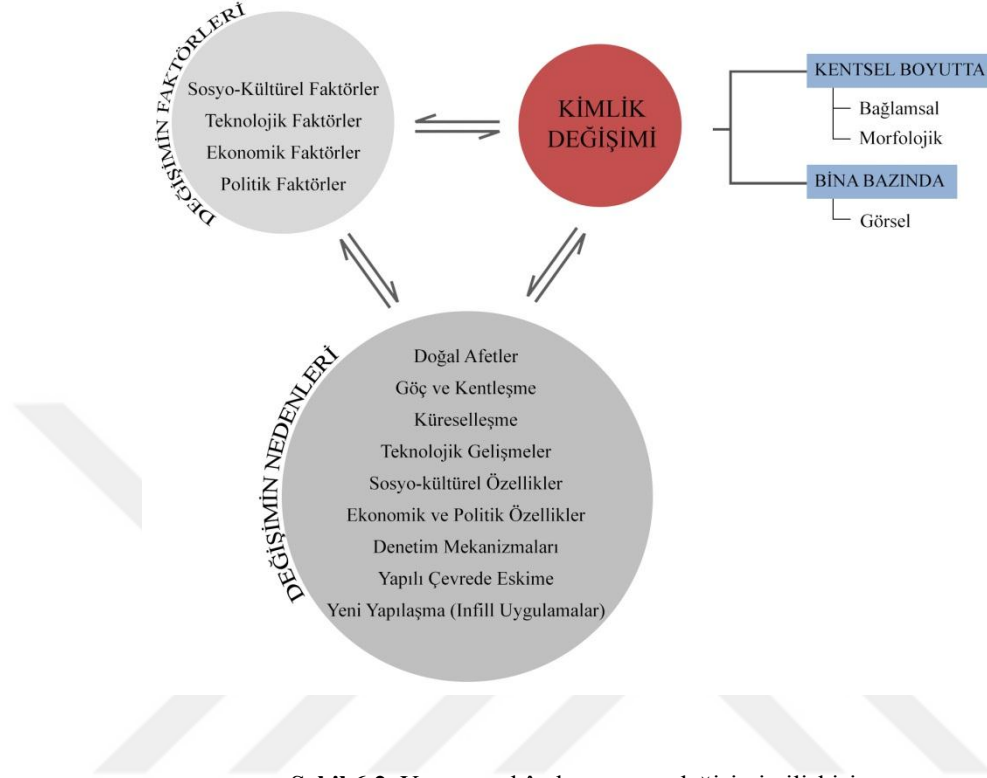 DEĞİŞİMİN FAKTÖRLERİ
Sosyo-Kültürel Faktörler
Teknolojik Faktörler
Ekonomik Faktörler
Politik Faktörler
KİMLİK
DEĞİŞİMİ
KENTSEL BOYUTTA
Bağlamsal
Morfolojik
BİNA BAZINDA
Görsel
DEĞİŞİMİN NEDENLERİ
Doğal Afetler
Göç ve Kentleşme
Küreselleşme
Teknolojik Gelişmeler
Sosyo-kültürel Özellikler
Ekonomik ve Politik Özellikler
Denetim Mekanizmaları
Yapılı Çevrede Eskime
Yeni Yapılaşma (Infill Uygulamalar)